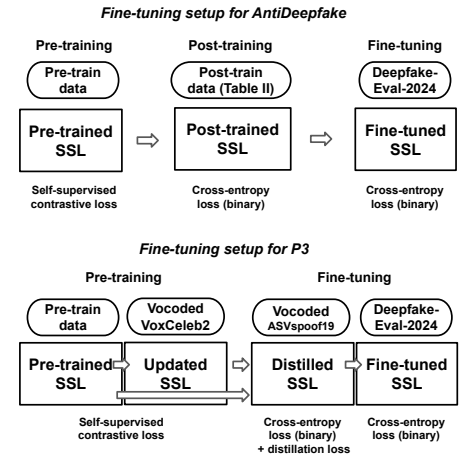 Fine-tuning setup for AntiDeepfake
Pre-training
Post-training
Fine-tuning
Pre-train
data
Post-train
data (Table II)
Deepfake-
Eval-2024
Pre-trained
SSL
Post-trained
SSL
Fine-tuned
SSL
Self-supervised
contrastive loss
Cross-entropy
loss (binary)
Cross-entropy
loss (binary)
Fine-tuning setup for P3
Pre-training
Fine-tuning
Pre-train
data
Vocoded
VoxCeleb2
Vocoded
ASVspoof19
Deepfake-
Eval-2024
Pre-trained
SSL
Updated
SSL
Distilled
SSL
Fine-tuned
SSL
Self-supervised
contrastive loss
Cross-entropy
loss (binary)
+ distillation loss
Cross-entropy
loss (binary)